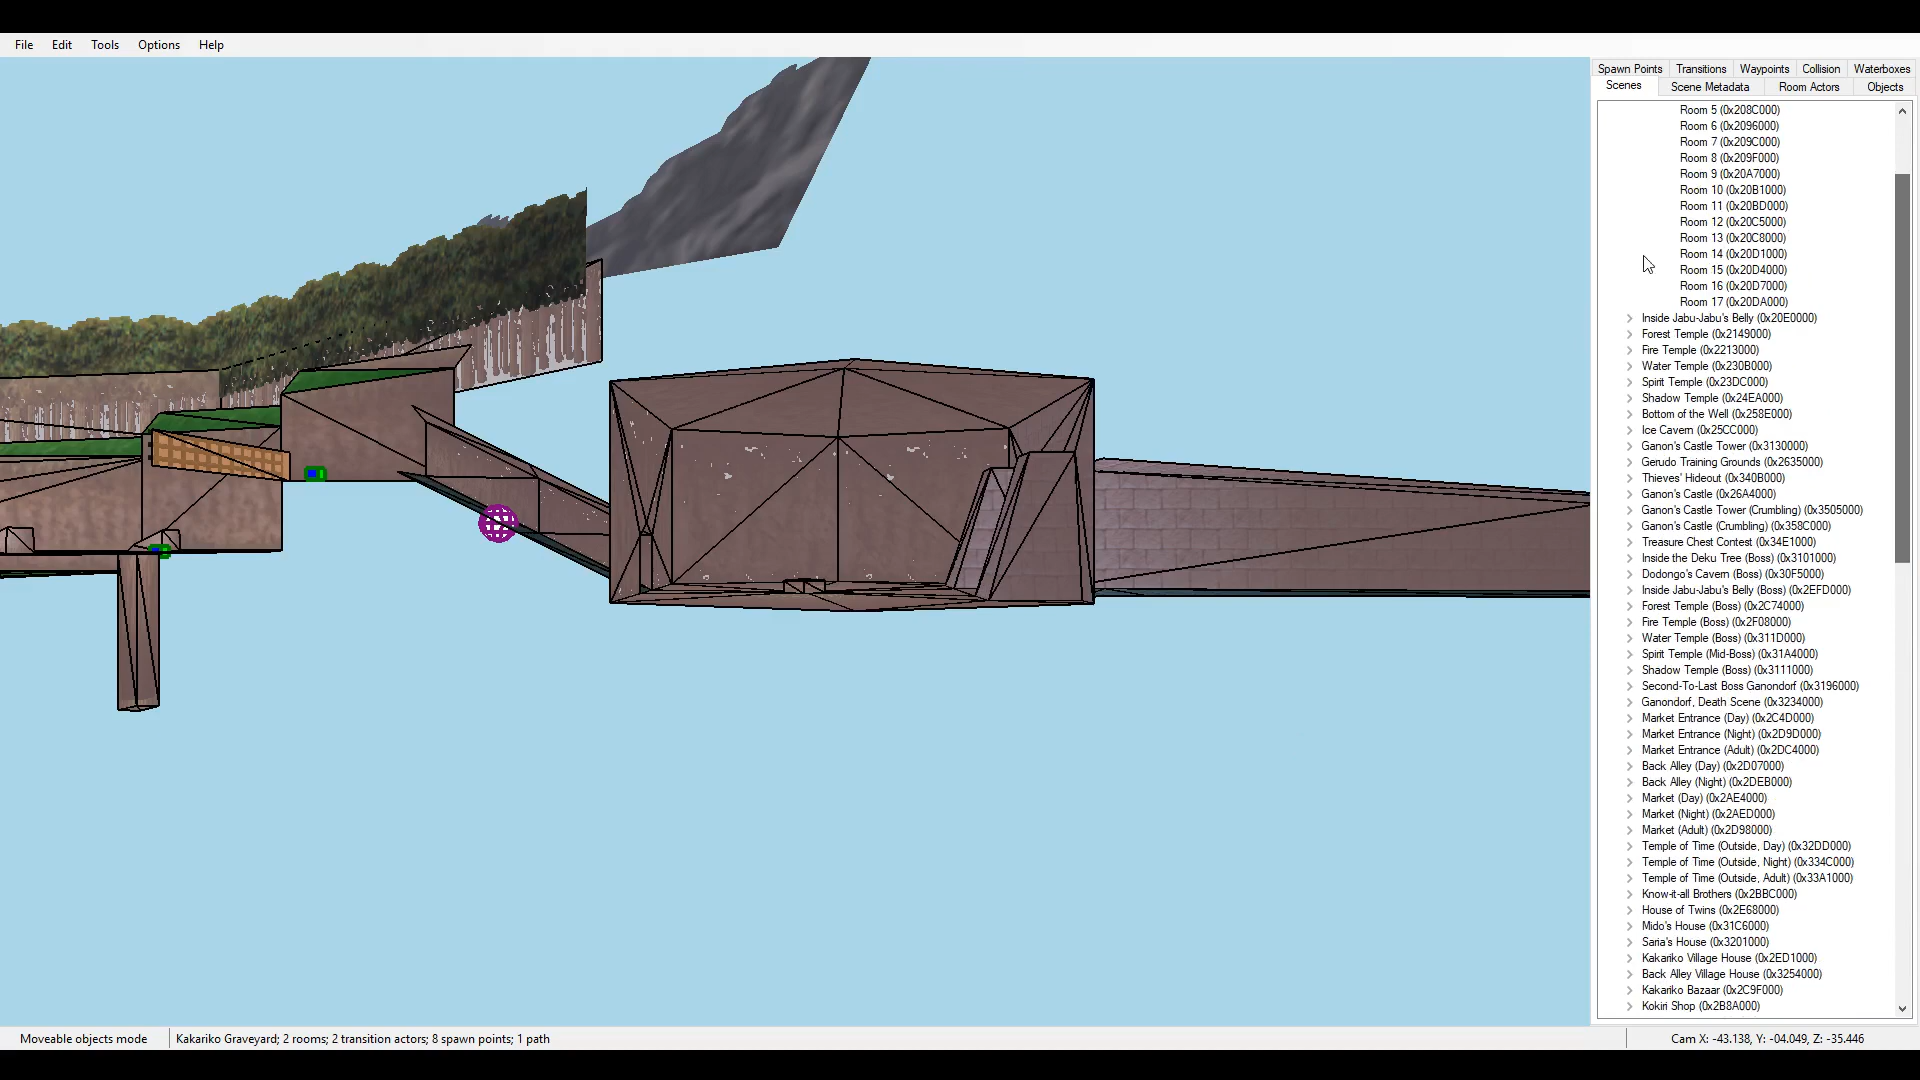 File Edit Tools Options Help
Spawn Points Transitions Waypoints Collision Waterboxes
Scenes Scene Metadata Room Actors Objects
Room 5 (0x208C000)
Room 6 (0x2096000)
Room 7 (0x209C000)
Room 8 (0x209F000)
Room 9 (0x20A7000)
Room 10 (0x20B1000)
Room 11 (0x20BD000)
Room 12 (0x20C5000)
Room 13 (0x20C8000)
Room 14 (0x20D1000)
Room 15 (0x20D4000)
Room 16 (0x20D7000)
Room 17 (0x20DA000)
Inside Jabu-Jabu's Belly (0x20E0000)
Forest Temple (0x2149000)
Fire Temple (0x2213000)
Water Temple (0x230B000)
Spirit Temple (0x23DC000)
Shadow Temple (0x24EA000)
Bottom of the Well (0x258E000)
Ice Cavern (0x25CC000)
Ganon's Castle Tower (0x3130000)
Gerudo Training Grounds (0x2635000)
Thieves' Hideout (0x340B000)
Ganon's Castle (0x26A4000)
Ganon's Castle Tower (Crumbling) (0x3505000)
Ganon's Castle (Crumbling) (0x358C000)
Treasure Chest Contest (0x34E1000)
Inside the Deku Tree (Boss) (0x3101000)
Dodongo's Cavern (Boss) (0x30F5000)
Inside Jabu-Jabu's Belly (Boss) (0x2EFD000)
Forest Temple (Boss) (0x2C74000)
Fire Temple (Boss) (0x2F08000)
Water Temple (Boss) (0x311D000)
Spirit Temple (Mid-Boss) (0x31A4000)
Shadow Temple (Boss) (0x3111000)
Second-To-Last Boss Ganondorf (0x3196000)
Ganondorf, Death Scene (0x3234000)
Market Entrance (Day) (0x2C4D000)
Market Entrance (Night) (0x2D9D000)
Market Entrance (Adult) (0x2DC4000)
Back Alley (Day) (0x2D07000)
Back Alley (Night) (0x2DEB000)
Market (Day) (0x2AE4000)
Market (Night) (0x2AED000)
Market (Adult) (0x2D98000)
Temple of Time (Outside, Day) (0x32DD000)
Temple of Time (Outside, Night) (0x334C000)
Temple of Time (Outside, Adult) (0x33A1000)
Know-it-all Brothers (0x2BBC000)
House of Twins (0x2E68000)
Mido's House (0x31C6000)
Saria's House (0x3201000)
Kakariko Village House (0x2ED1000)
Back Alley Village House (0x3254000)
Kakariko Bazaar (0x2C9F000)
Kokiri Shop (0x2B8A000)
Moveable objects mode
Kakariko Graveyard; 2 rooms; 2 transition actors; 8 spawn points; 1 path
Cam X: -43.138, Y: -04.049, Z: -35.446